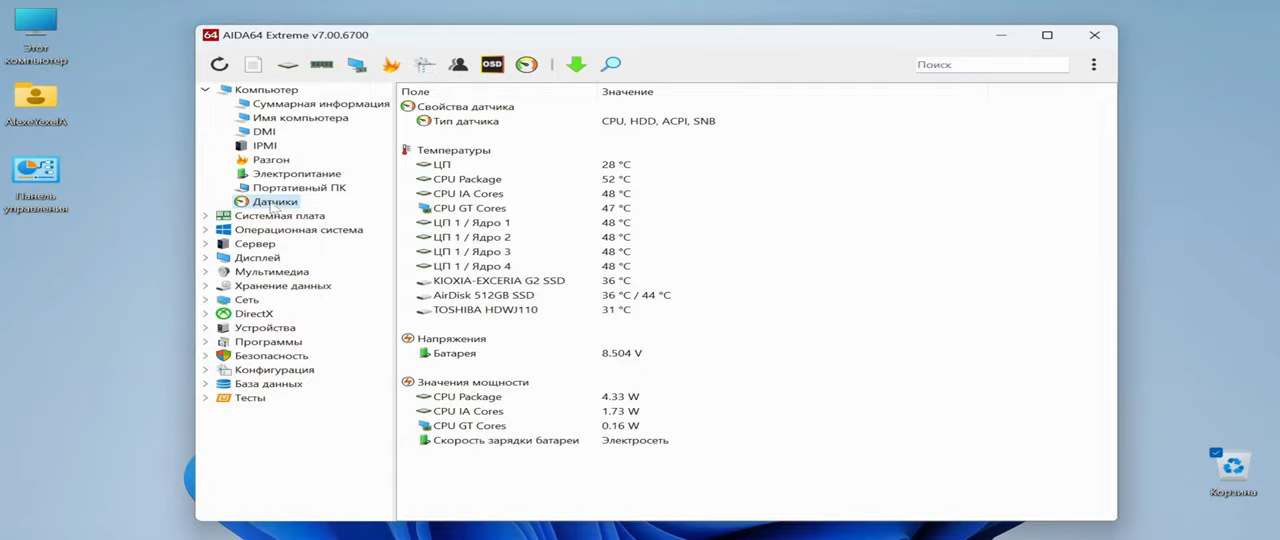 Этот
компьютер
AlexeYexelA
Панель
управления
64 AIDA64 Extreme v7.00.6700
OSD
Поиск
Компьютер
Суммарная информация
Имя компьютера
DMI
IPMI
Разгон
Электропитание
Портативный ПК
Датчики
Системная плата
Операционная система
Сервер
Дисплей
Мультимедиа
Хранение данных
Сеть
DirectX
Устройства
Программы
Безопасность
Конфигурация
База данных
Тесты
Поле Значение
Свойства датчика
Тип датчика CPU, HDD, ACPI, SNB
Температуры
ЦП 28 °C
CPU Package 52 °C
CPU IA Cores 48 °C
CPU GT Cores 47 °C
ЦП 1 / Ядро 1 48 °C
ЦП 1 / Ядро 2 48 °C
ЦП 1 / Ядро 3 48 °C
ЦП 1 / Ядро 4 48 °C
KIOXIA-EXCERIA G2 SSD 36 °C
AirDisk 512GB SSD 36 °C / 44 °C
TOSHIBA HDWJ110 31 °C
Напряжения
Батарея 8.504 V
Значения мощности
CPU Package 4.33 W
CPU IA Cores 1.73 W
CPU GT Cores 0.16 W
Скорость зарядки батареи Электросеть
Корзина